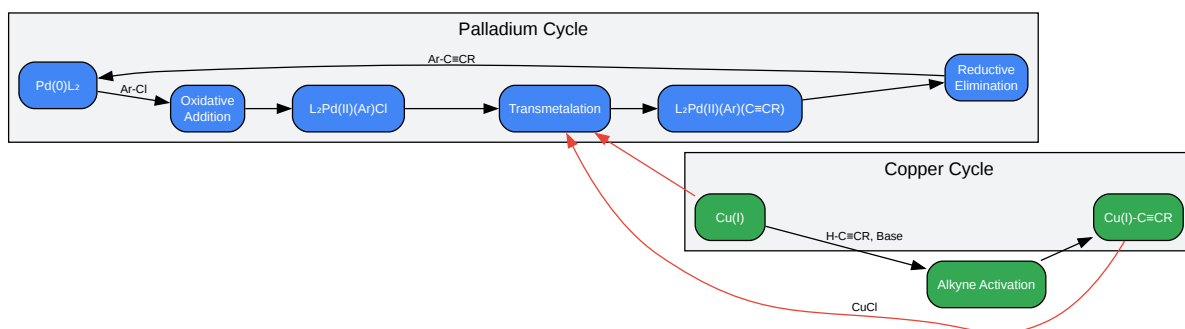 Palladium Cycle
Pd(0)L₂
Ar-Cl
Oxidative
Addition
L₂Pd(II)(Ar)Cl
Transmetalation
L₂Pd(II)(Ar)(C≡CR)
Ar-C≡CR
Reductive
Elimination
Copper Cycle
Cu(I)
H-C≡CR, Base
Alkyne Activation
Cu(I)-C≡CR
CuCl